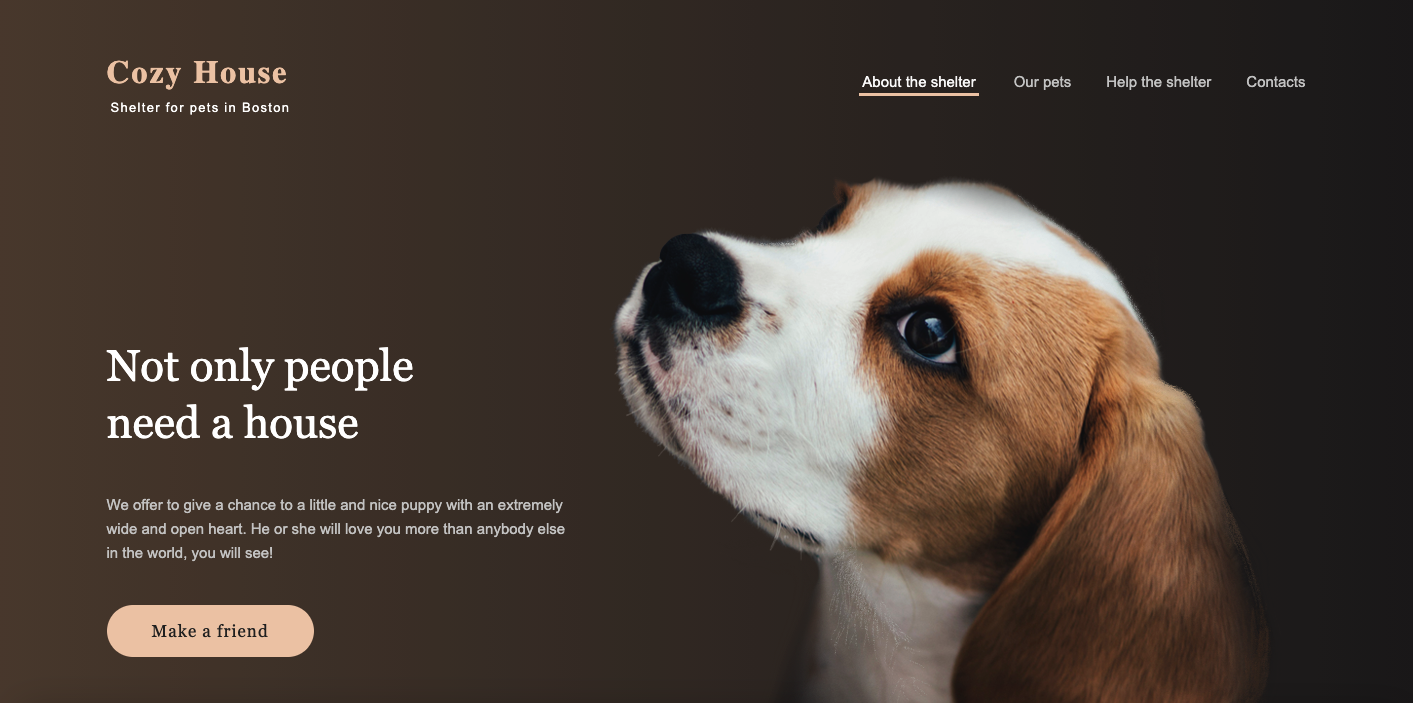 Cozy House
Shelter for pets in Boston
About the shelter
Our pets
Help the shelter
Contacts
Not only people
need a house
We offer to give a chance to a little and nice puppy with an extremely
wide and open heart. He or she will love you more than anybody else
in the world, you will see!
Make a friend